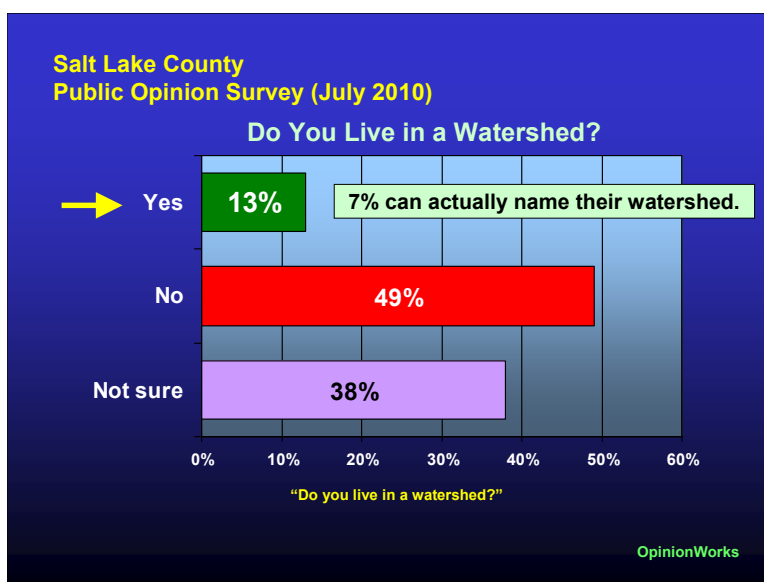 Salt Lake County
Public Opinion Survey (July 2010)
Do You Live in a Watershed?
Yes
13%
7% can actually name their watershed.
No
49%
Not sure
38%
0% 10% 20% 30% 40% 50% 60%
“Do you live in a watershed?”
OpinionWorks